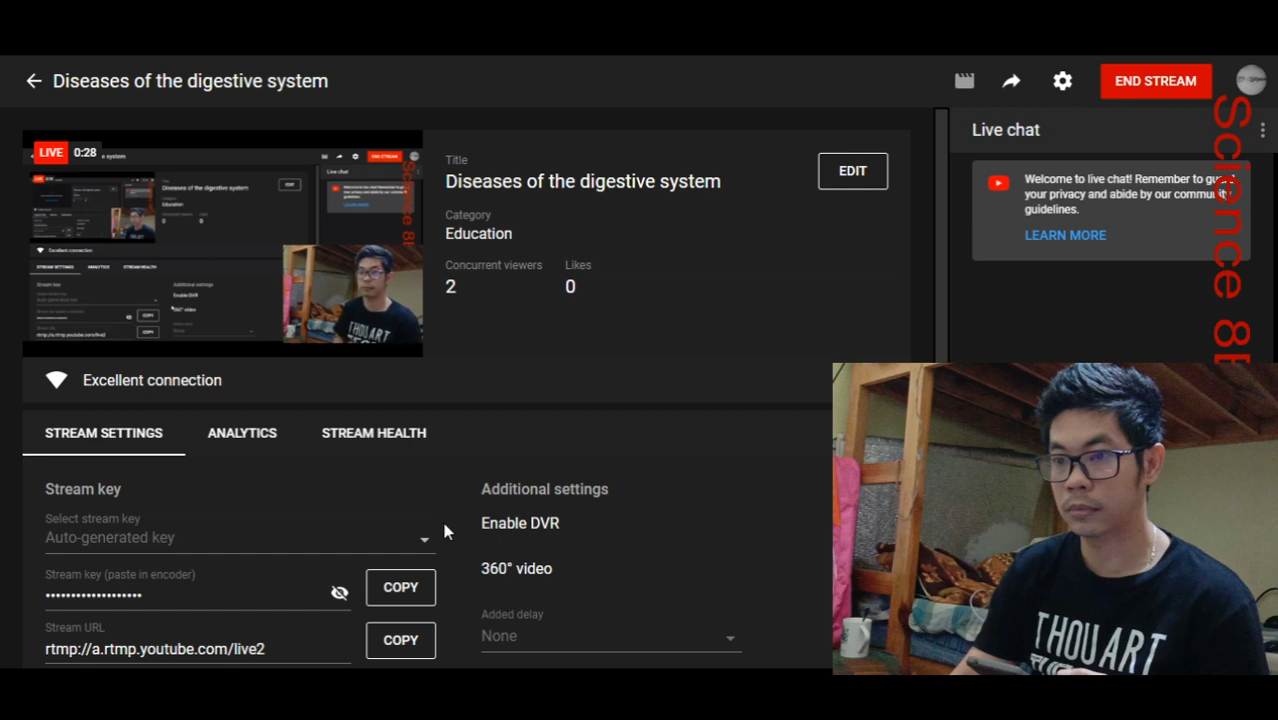 Diseases of the digestive system
END STREAM
LIVE 0:28
Title
Diseases of the digestive system
EDIT
Category
Education
Concurrent viewers
Likes
2
0
Excellent connection
STREAM SETTINGS
ANALYTICS
STREAM HEALTH
Stream key
Select stream key
Auto-generated key
Stream key (paste in encoder)
•••••••••••••••••••
COPY
Stream URL
rtmp://a.rtmp.youtube.com/live2
COPY
Additional settings
Enable DVR
360° video
Added delay
None
Live chat
Welcome to live chat! Remember to
your privacy and abide by our community
guidelines.
LEARN MORE
Science 8
THOU ART